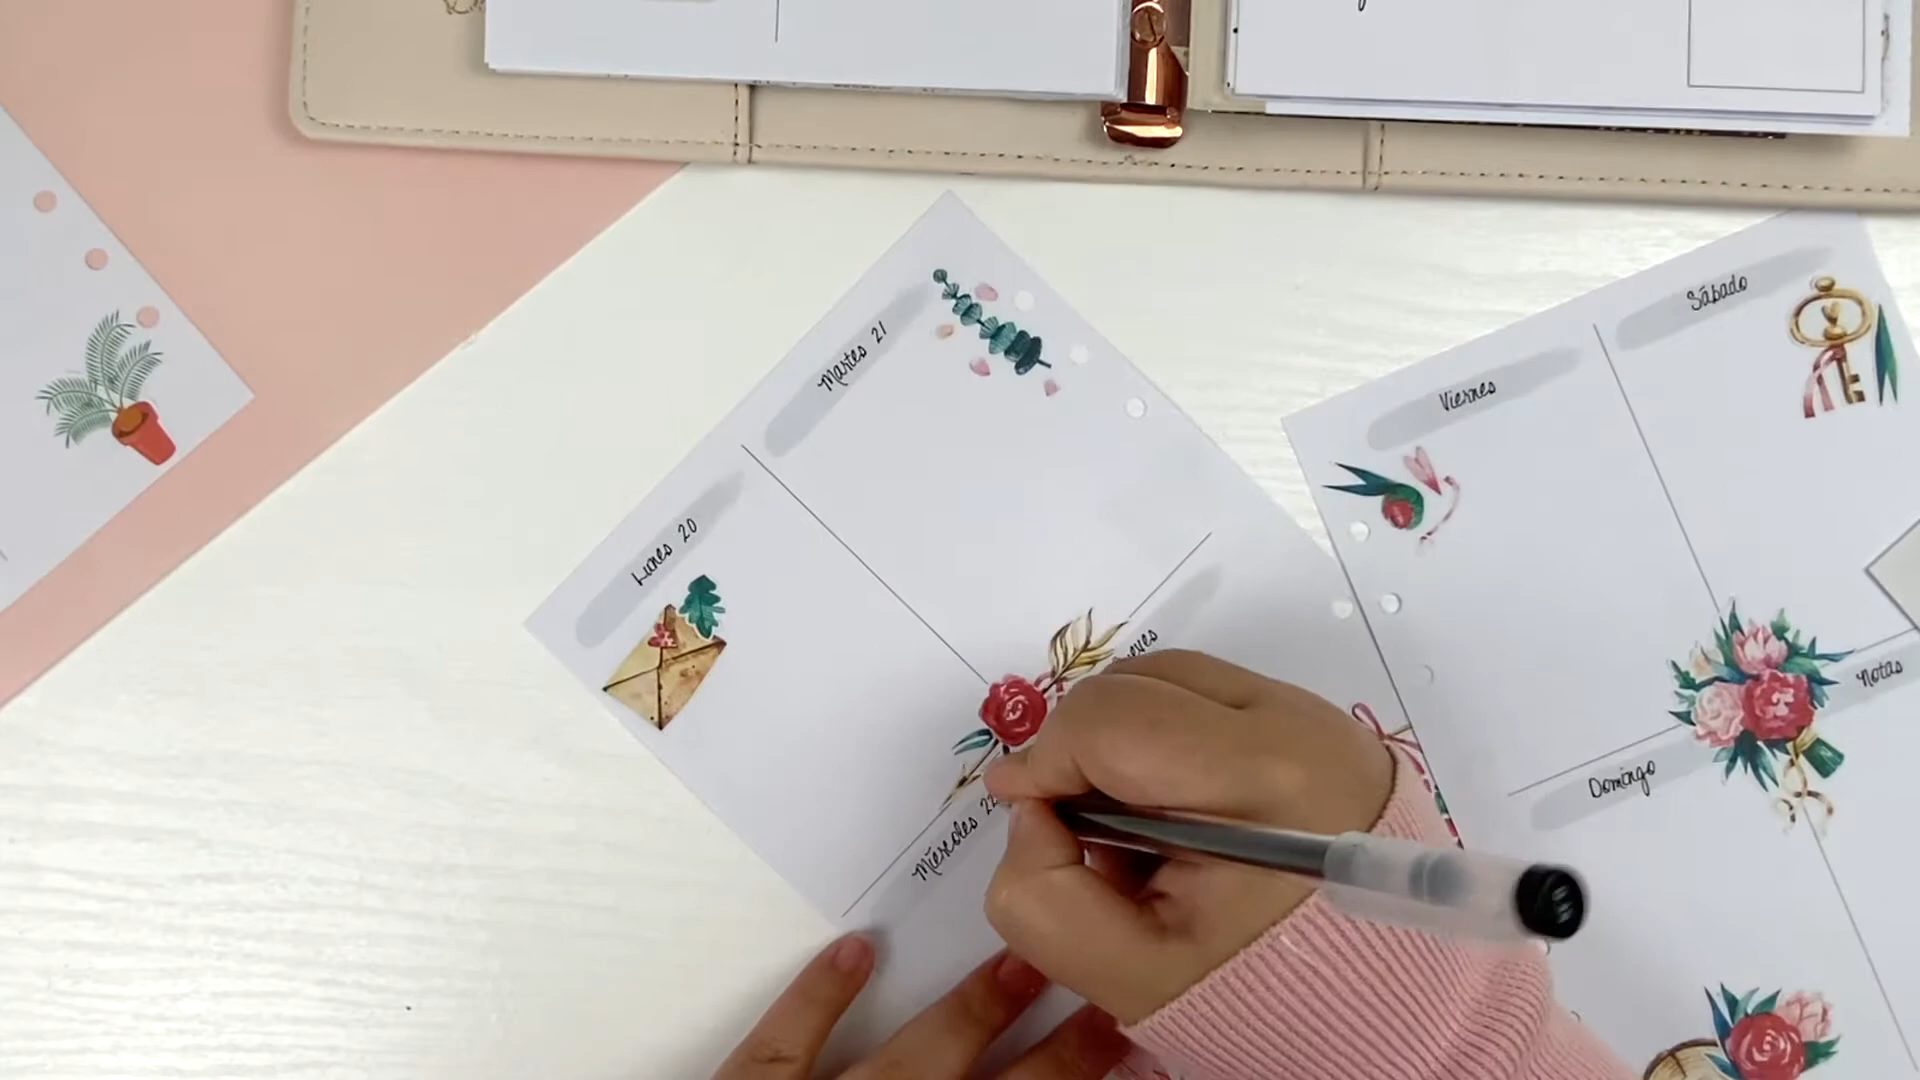 Lunes 20
Martes 21
Miércoles 22
Viernes
Sábado
Domingo
Notas